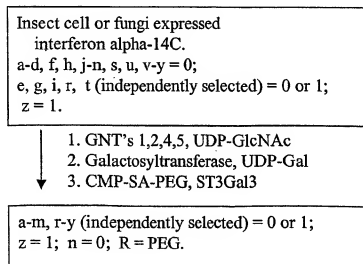 Insect cell or fungi expressed
interferon alpha-14C.
a-d, f, h, j-n, s, u, v-y = 0;
e, g, i, r, t (independently selected) = 0 or 1;
z = 1.
1. GNT's 1,2,4,5, UDP-GlcNAc
2. Galactosyltransferase, UDP-Gal
3. CMP-SA-PEG, ST3Gal3
a-m, r-y (independently selected) = 0 or 1;
z = 1; n = 0; R = PEG.